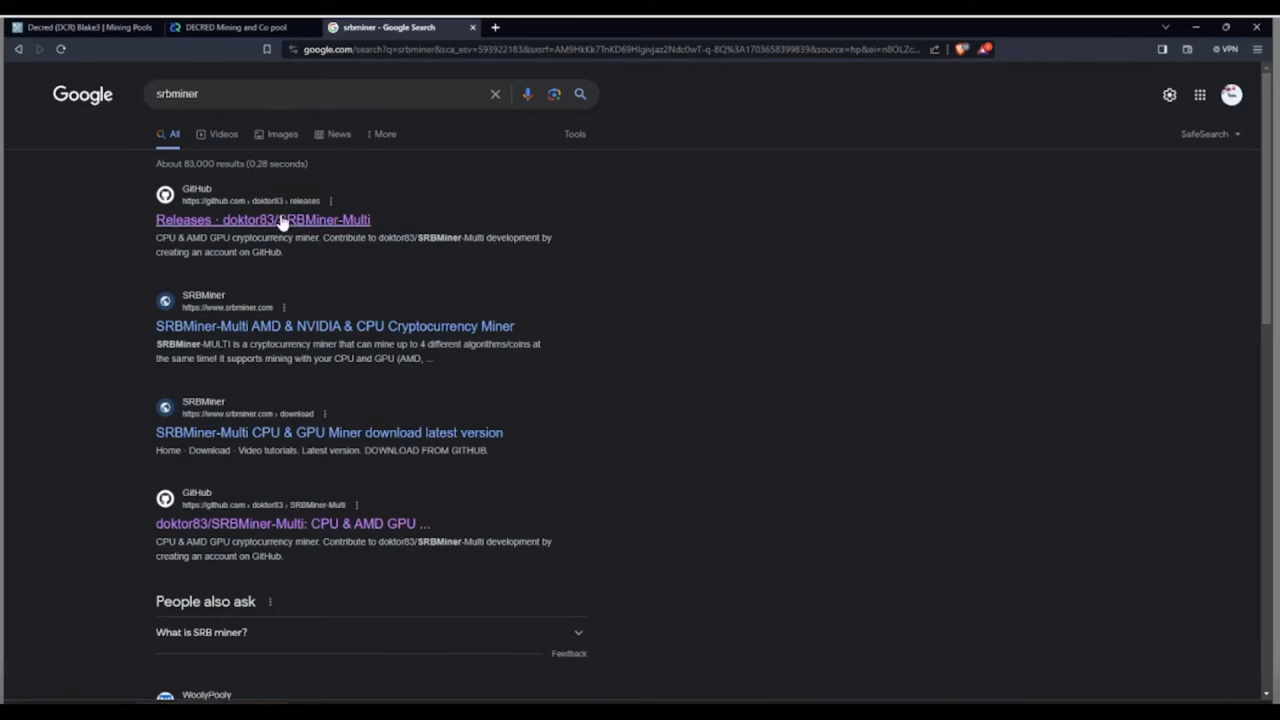 Decred (DCR) Blake3 | Mining Pools
DECRED Mining and Co pool
srbminer - Google Search
VPN
Google
srbminer
All
Videos
Images
News
More
Tools
SafeSearch
About 83,000 results (0.28 seconds)
GitHub
https://github.com › doktor83 › releases
Releases · doktor83/SRBMiner-Multi
CPU & AMD GPU cryptocurrency miner. Contribute to doktor83/SRBMiner-Multi development by
creating an account on GitHub.
SRBMiner
https://www.srbminer.com
SRBMiner-Multi AMD & NVIDIA & CPU Cryptocurrency Miner
SRBMiner-MULTI is a cryptocurrency miner that can mine up to 4 different algorithms/coins at
the same time! It supports mining with your CPU and GPU (AMD, ...
SRBMiner
https://www.srbminer.com › download
SRBMiner-Multi CPU & GPU Miner download latest version
Home · Download · Video tutorials. Latest version. DOWNLOAD FROM GITHUB.
GitHub
https://github.com › doktor83 › SRBMiner-Multi
doktor83/SRBMiner-Multi: CPU & AMD GPU ...
CPU & AMD GPU cryptocurrency miner. Contribute to doktor83/SRBMiner-Multi development by
creating an account on GitHub.
People also ask
What is SRB miner?
Feedback
WoolyPooly